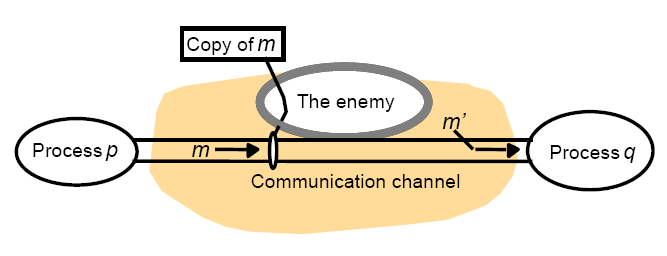 Copy of m
The enemy
m’
Process p
m
Process q
Communication channel